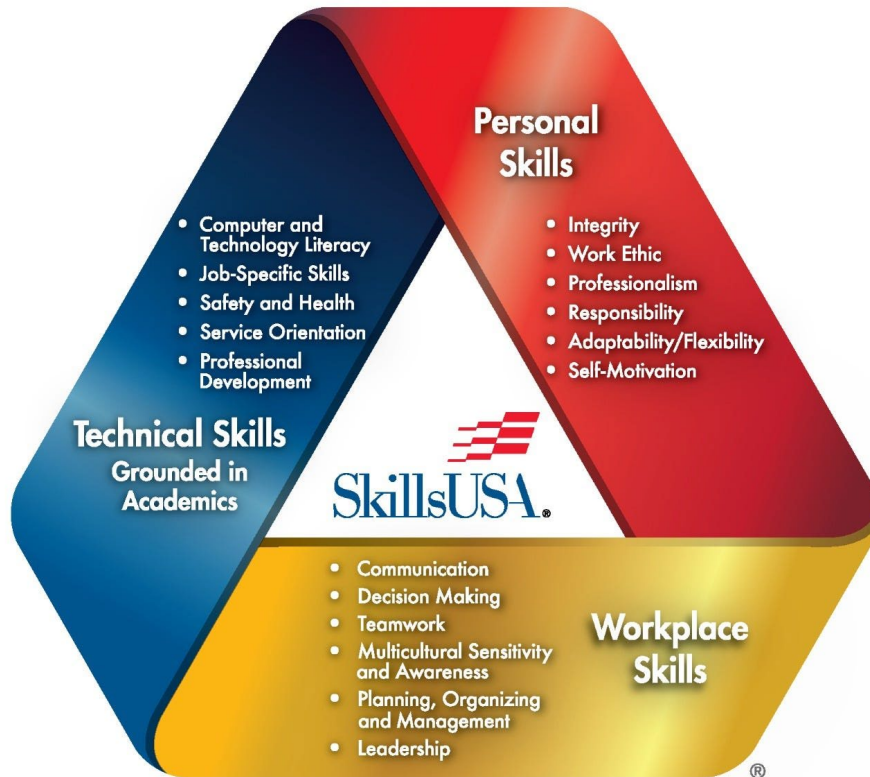 Personal
Skills
• Integrity
• Work Ethic
• Professionalism
• Responsibility
• Adaptability/Flexibility
• Self-Motivation
• Computer and
Technology Literacy
• Job-Specific Skills
• Safety and Health
• Service Orientation
• Professional
Development
Technical Skills
Grounded in
Academics
SkillsUSA®
• Communication
• Decision Making
• Teamwork
• Multicultural Sensitivity
and Awareness
• Planning, Organizing
and Management
• Leadership
Workplace
Skills
®